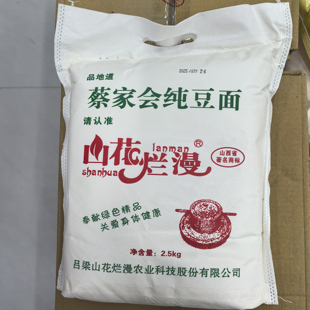 品地道
蔡家会纯豆面
请认准
山花烂漫®
shanhua lanman
山西省
著名商标
奉献绿色精品
关爱身体健康
净含量：2.5kg
吕梁山花烂漫农业科技股份有限公司